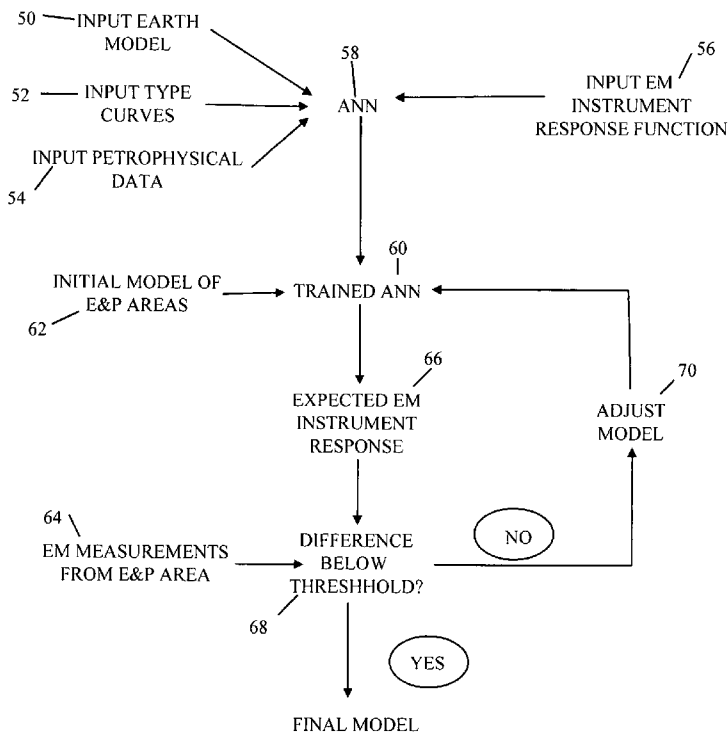 50
INPUT EARTH
MODEL
58
56
52
INPUT TYPE
CURVES
ANN
INPUT EM
INSTRUMENT
RESPONSE FUNCTION
INPUT PETROPHYSICAL
DATA
54
60
INITIAL MODEL OF
E&P AREAS
62
TRAINED ANN
66
EXPECTED EM
INSTRUMENT
RESPONSE
70
ADJUST
MODEL
64
EM MEASUREMENTS
FROM E&P AREA
DIFFERENCE
BELOW
THRESHHOLD?
68
NO
YES
FINAL MODEL